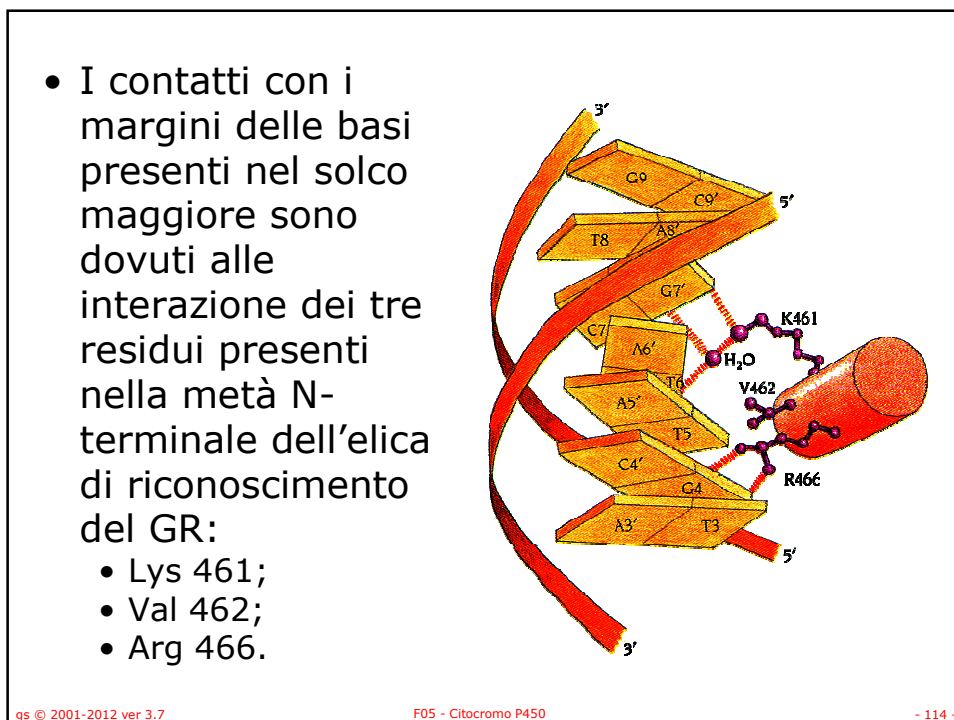 • I contatti con i
margini delle basi
presenti nel solco
maggiore sono
dovuti alle
interazione dei tre
residui presenti
nella metà N-
terminale dell'elica
di riconoscimento
del GR:
• Lys 461;
• Val 462;
• Arg 466.
3'
G9
C9'
5'
T8
A8'
G7'
C7
K461
A6'
H₂O
T6
V462
A5'
T5
C4'
G4
R466
A3'
T3
5'
3'
gs © 2001-2012 ver 3.7
F05 - Citocromo P450
- 114 -